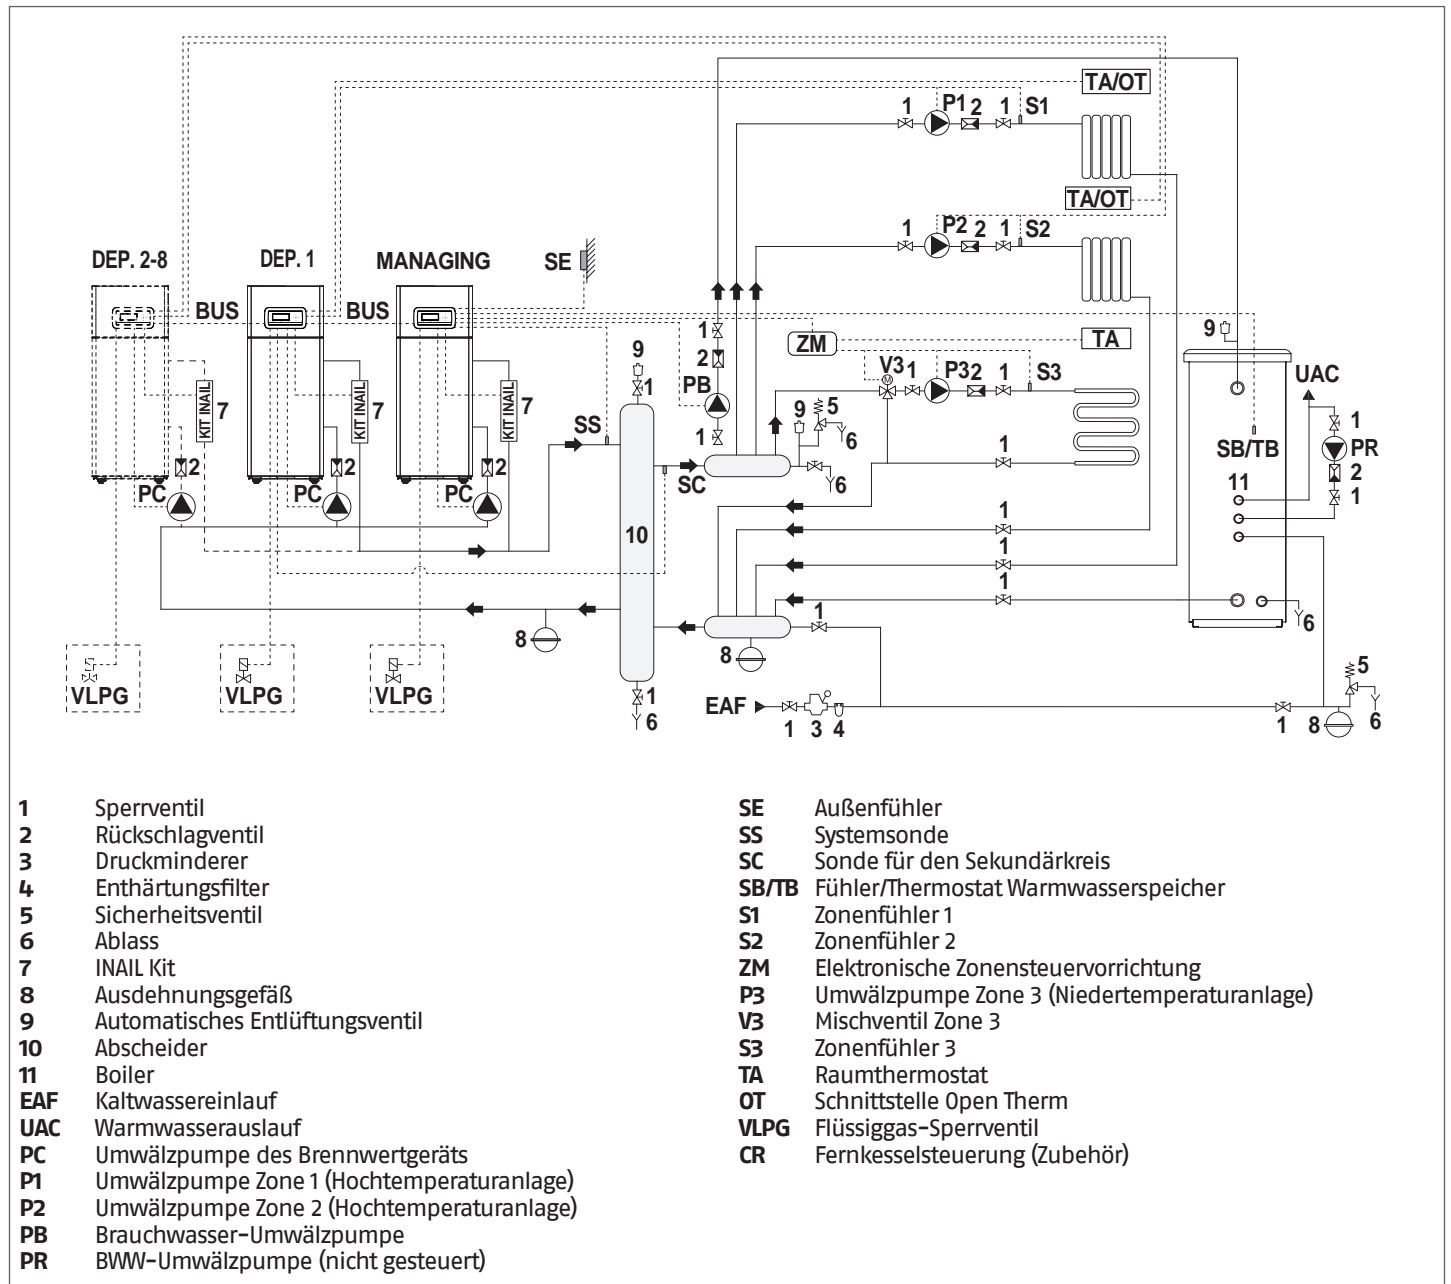 TA/OT
1 P1 2 1 S1
TA/OT
1 P2 2 1 S2
DEP. 2-8 DEP. 1 MANAGING SE
BUS BUS
1
2
PB
1
ZM TA
V3 1 P3 2 1 S3
9
9
1
UAC
KIT INAIL 7 KIT INAIL 7 KIT INAIL
SS
9 5
6
1
SB/TB PR
2 2 2
SC
6
1
11 2
PC PC PC
1
10
1
1
1
1
8
8
6
VLPG VLPG VLPG
1
6
EAF
1 3 4
5
1 8 6
1 Sperrventil
2 Rückschlagventil
3 Druckminderer
4 Enthärtungsfilter
5 Sicherheitsventil
6 Ablass
7 INAIL Kit
8 Ausdehnungsgefäß
9 Automatisches Entlüftungsventil
10 Abscheider
11 Boiler
EAF Kaltwassereinlauf
UAC Warmwasserauslauf
PC Umwälzpumpe des Brennwertgeräts
P1 Umwälzpumpe Zone 1 (Hochtemperaturanlage)
P2 Umwälzpumpe Zone 2 (Hochtemperaturanlage)
PB Brauchwasser-Umwälzpumpe
PR BWW-Umwälzpumpe (nicht gesteuert)
SE Außenfühler
SS Systemsonde
SC Sonde für den Sekundärkreis
SB/TB Fühler/Thermostat Warmwasserspeicher
S1 Zonenfühler 1
S2 Zonenfühler 2
ZM Elektronische Zonensteuervorrichtung
P3 Umwälzpumpe Zone 3 (Niedertemperaturanlage)
V3 Mischventil Zone 3
S3 Zonenfühler 3
TA Raumthermostat
OT Schnittstelle Open Therm
VLPG Flüssiggas-Sperrventil
CR Fernkesselsteuerung (Zubehör)